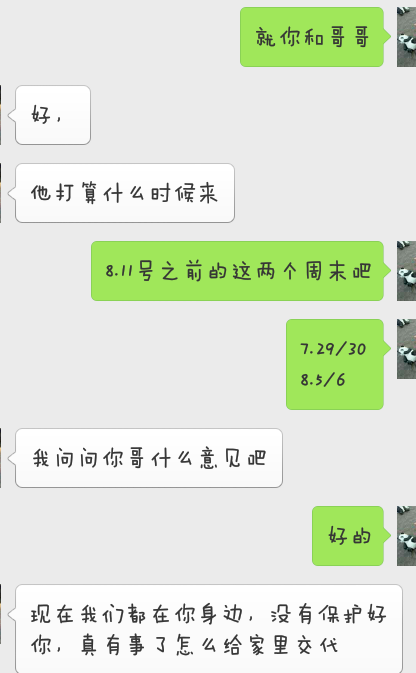 就你和哥哥
好，
他打算什么时候来
8.11号之前的这两个周末吧
7.29/30
8.5/6
我问问你哥什么意见吧
好的
现在我们都在你身边，没有保护好
你，真有事了怎么给家里交代